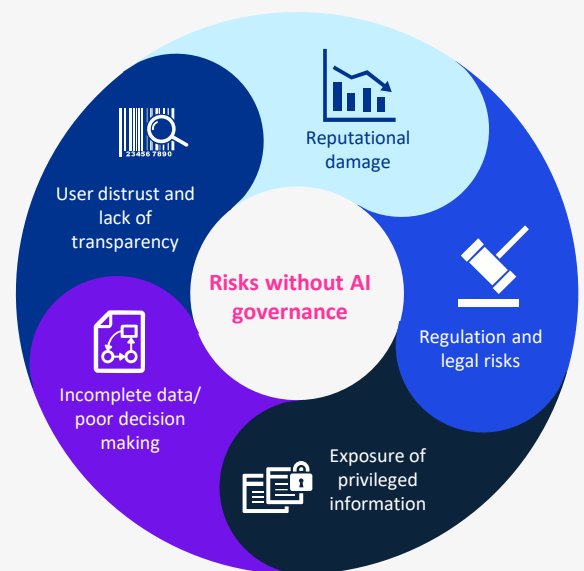 Reputational
damage
Regulation and
legal risks
Exposure of
privileged
information
Incomplete data/
poor decision
making
User distrust and
lack of
transparency
23456 7890
Risks without AI
governance